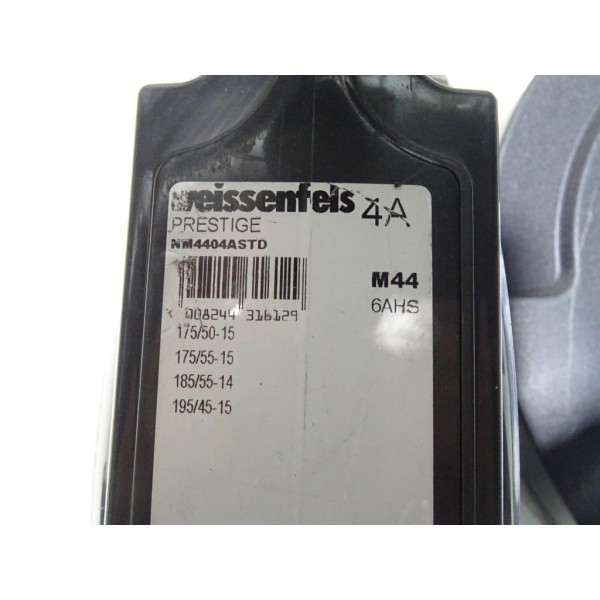 weissenfels 4A
PRESTIGE
NM4404ASTD
M44
6AHS
008244 316129
175/50-15
175/55-15
185/55-14
195/45-15